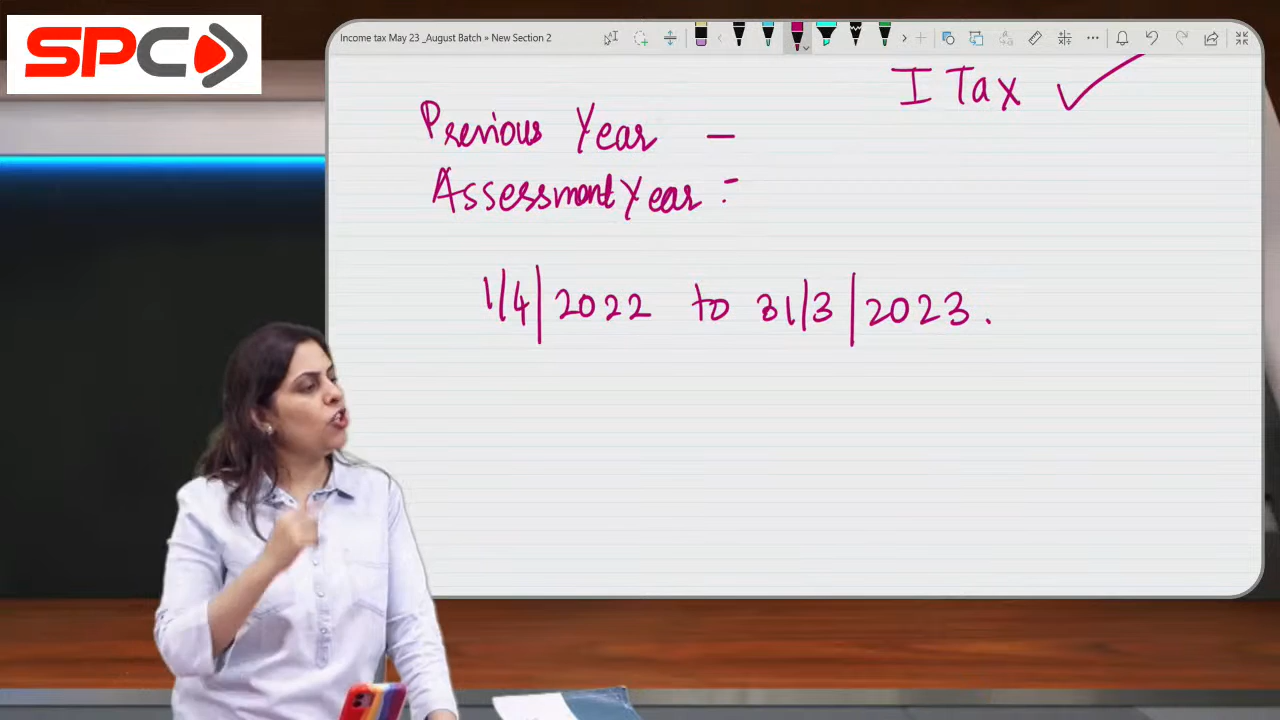 SPC
Income tax May 23 _August Batch » New Section 2
I Tax
Previous Year –
Assessment Year :-
1/4/2022 to 31/3/2023.